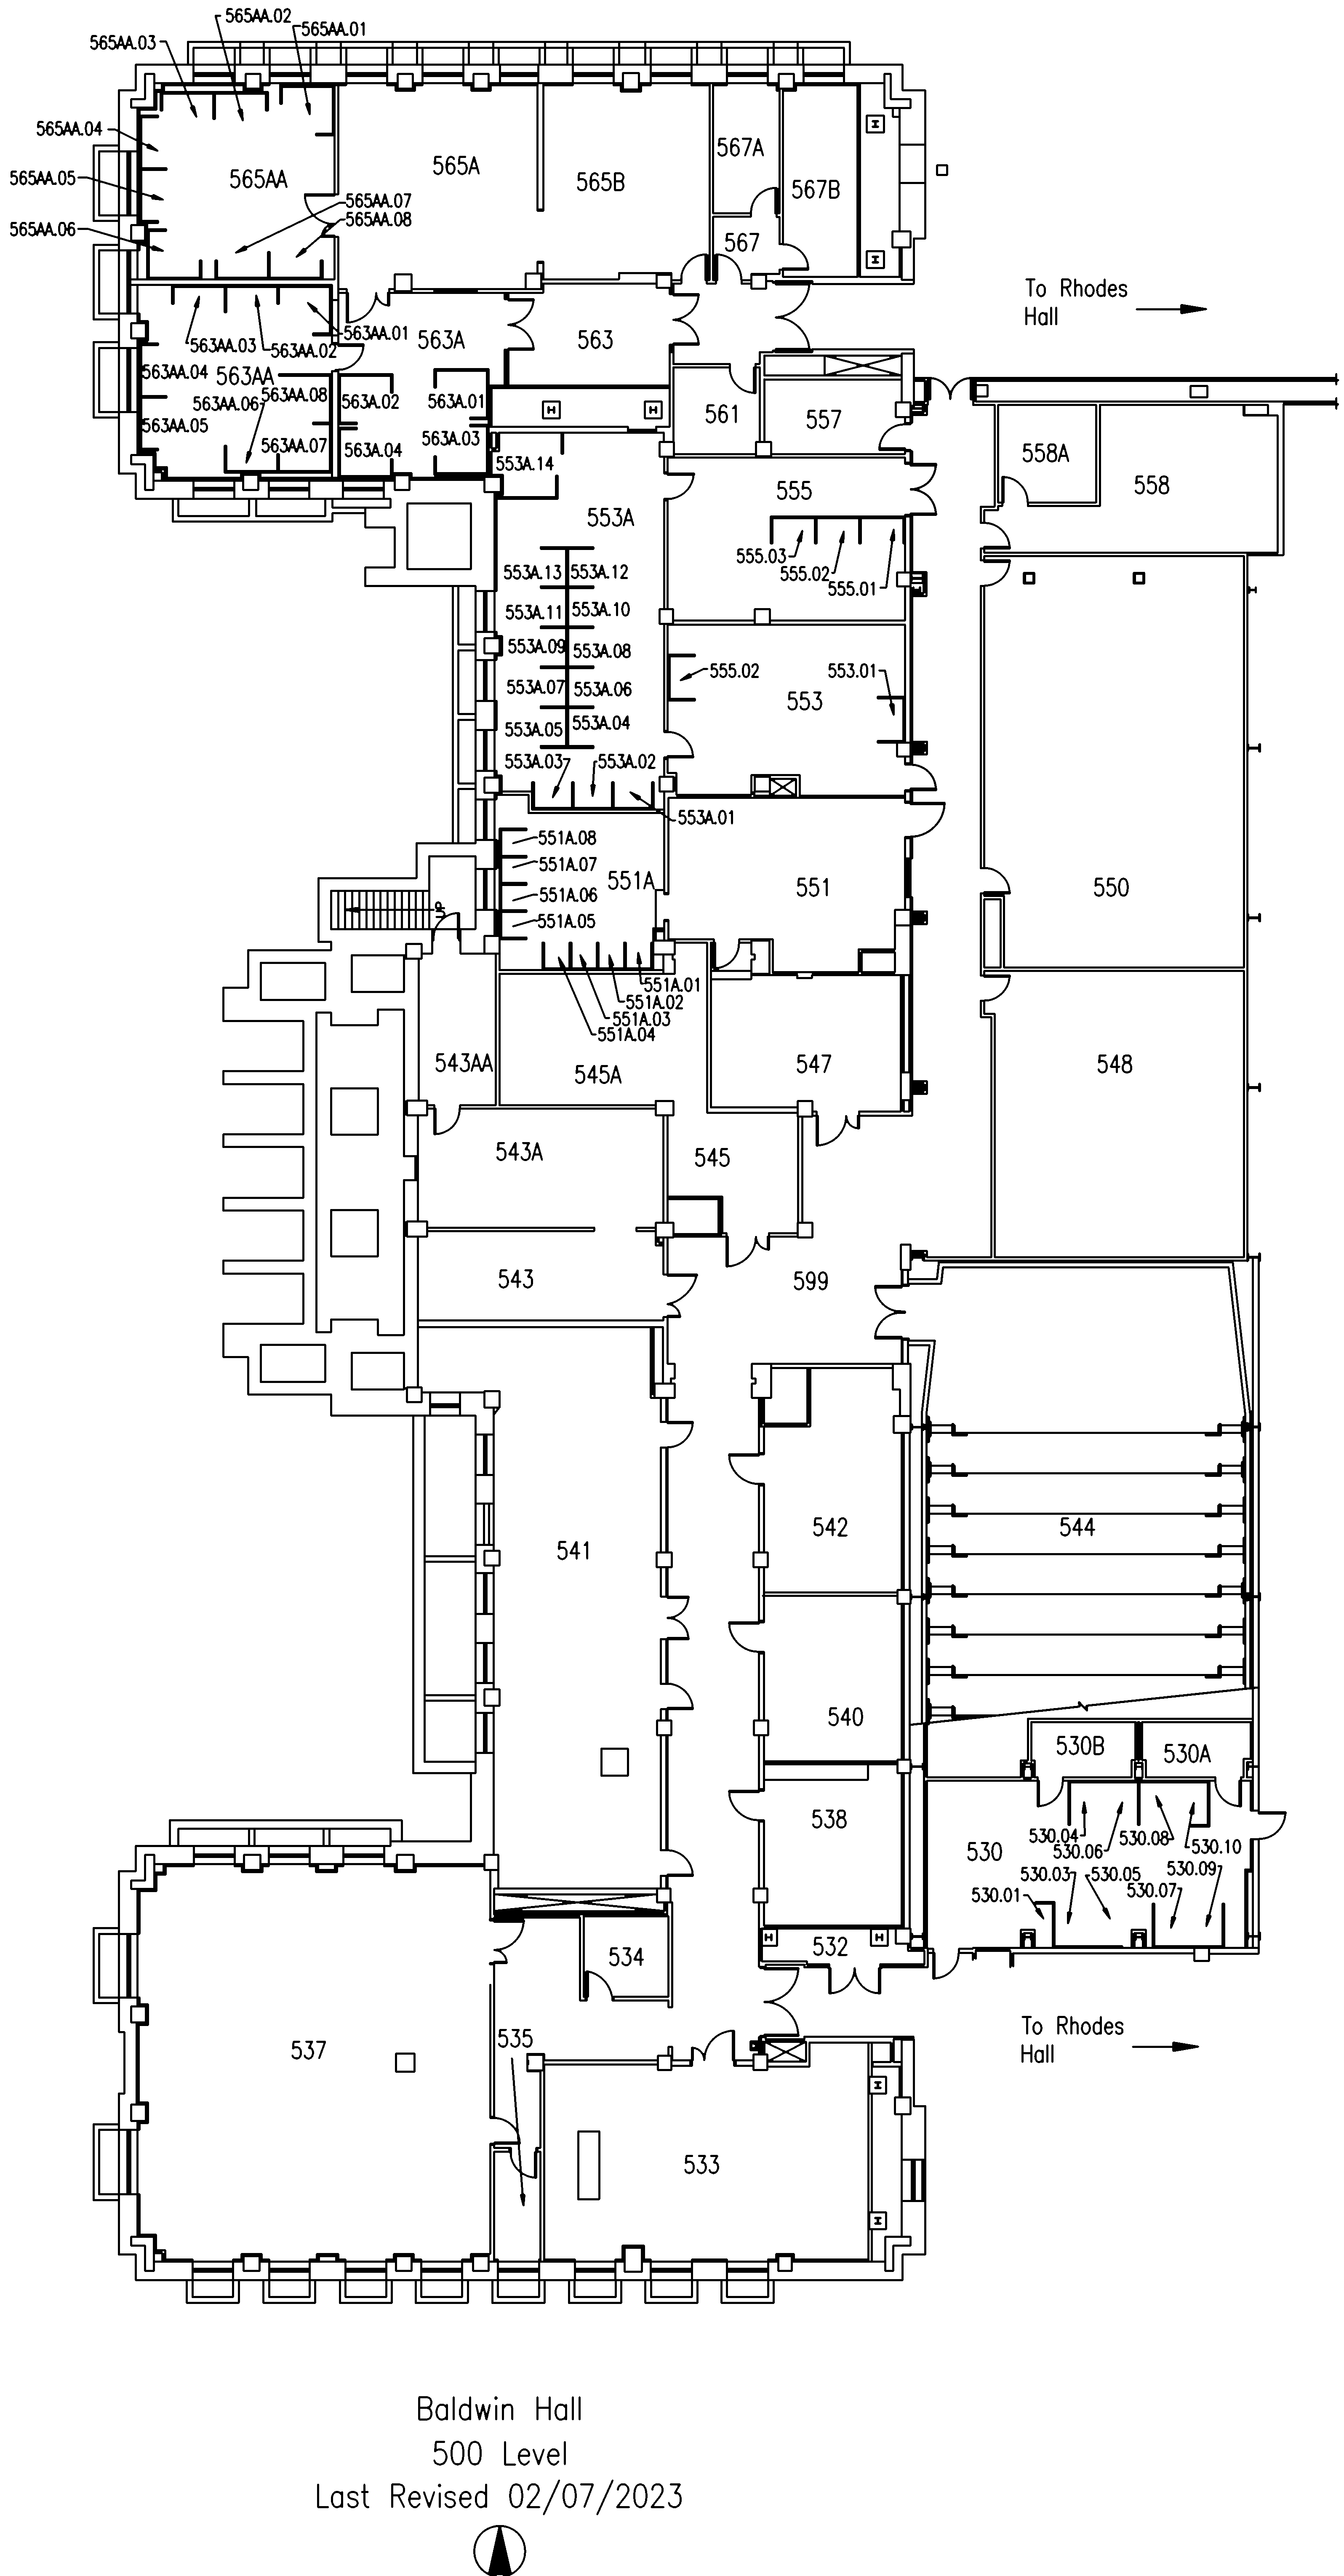 565AA.02
565AA.01
565AA.03
565AA.04
565AA.05
565AA.06
565AA
565A
565B
567A
567B
567
565AA.07
565AA.08
To Rhodes
Hall
563AA.01
563AA.02
563AA.03
563A
563
563AA.04
563AA
563AA.05
563AA.06
563AA.08
563AA.07
563A.02
563A.01
563A.03
563A.04
561
557
558A
558
553A.14
555
553A
555.03
555.02
555.01
553A.13
553A.12
553A.11
553A.10
553A.09
553A.08
553A.07
553A.06
553A.05
553A.04
553A.03
553A.02
553A.01
555.02
553.01
553
551A.08
551A.07
551A.06
551A.05
551A
551
550
UP
551A.01
551A.02
551A.03
551A.04
543AA
545A
547
548
543A
545
543
599
541
542
544
540
530B
530A
538
530
530.04
530.06
530.08
530.10
530.03
530.05
530.09
530.07
530.01
H
H
534
532
535
537
533
To Rhodes
Hall
Baldwin Hall
500 Level
Last Revised 02/07/2023